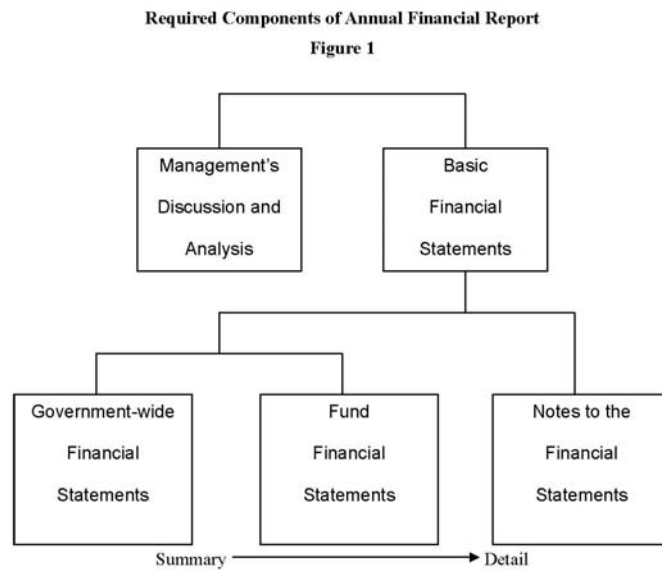 Required Components of Annual Financial Report
Figure 1
Management's
Discussion and
Analysis
Basic
Financial
Statements
Government-wide
Financial
Statements
Fund
Financial
Statements
Notes to the
Financial
Statements
Summary
Detail